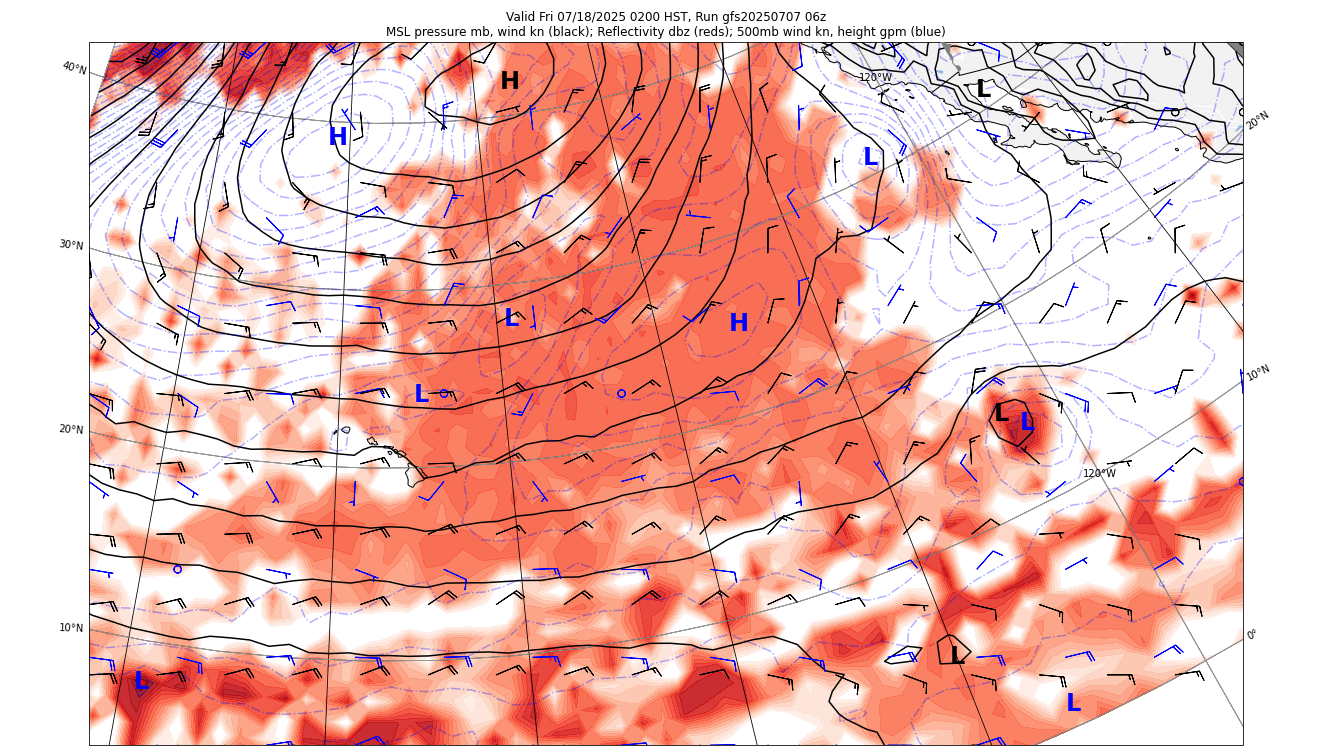 Valid Fri 07/18/2025 0200 HST, Run gfs20250707 06z
MSL pressure mb, wind kn (black); Reflectivity dbz (reds); 500mb wind kn, height gpm (blue)
40°N
120°W
H
L
20°N
H
L
30°N
L
H
10°N
L
L
L
20°N
120°W
10°N
0°
L
L
L